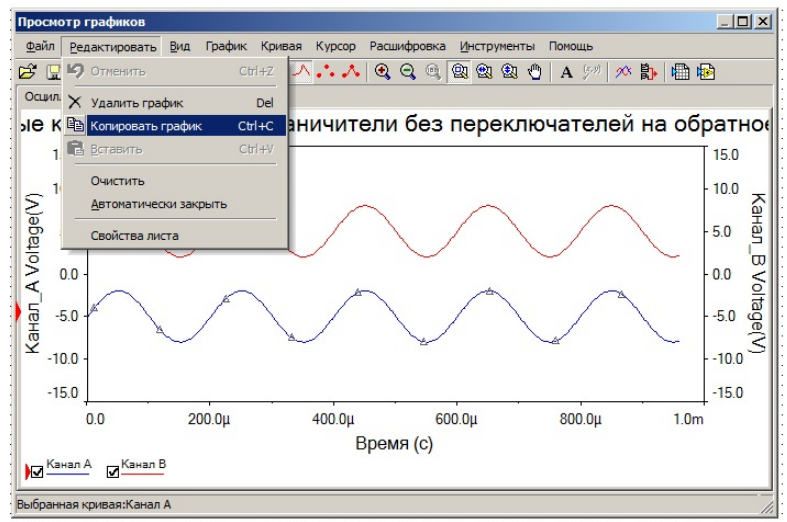 Просмотр графиков
Файл Редактировать Вид График Кривая Курсор Расшифровка Инструменты Помощь
Отменить Ctrl+Z
A
Осцил
Удалить график Del
Копировать график Ctrl+C
ые к аничители без переключателей на обратное
Вставить Ctrl+V
Очистить
Автоматически закрыть
Свойства листа
Канал_A Voltage(V)
0.0
-5.0
-10.0
-15.0
15.0
10.0
5.0
0.0
-5.0
-10.0
-15.0
Канал_B Voltage(V)
0.0 200.0µ 400.0µ 600.0µ 800.0µ 1.0m
Время (с)
Канал А Канал В
Выбранная кривая:Канал А